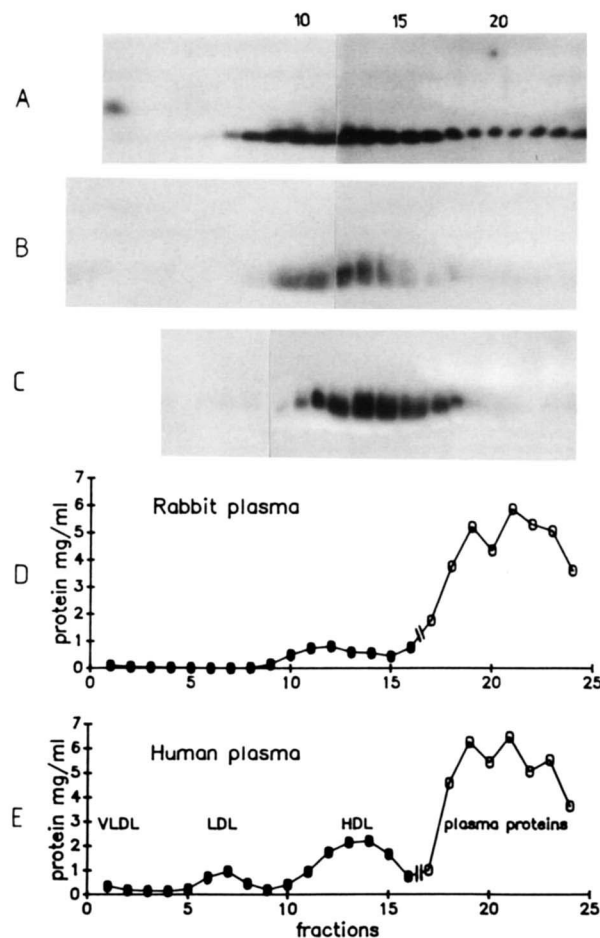 10 15 20
A
B
C
D
protein mg/ml
7
6
5
4
3
2
1
0
Rabbit plasma
0 5 10 15 20 25
E
protein mg/ml
7
6
5
4
3
2
1
0
Human plasma
VLDL LDL HDL plasma proteins
0 5 10 15 20 25
fractions